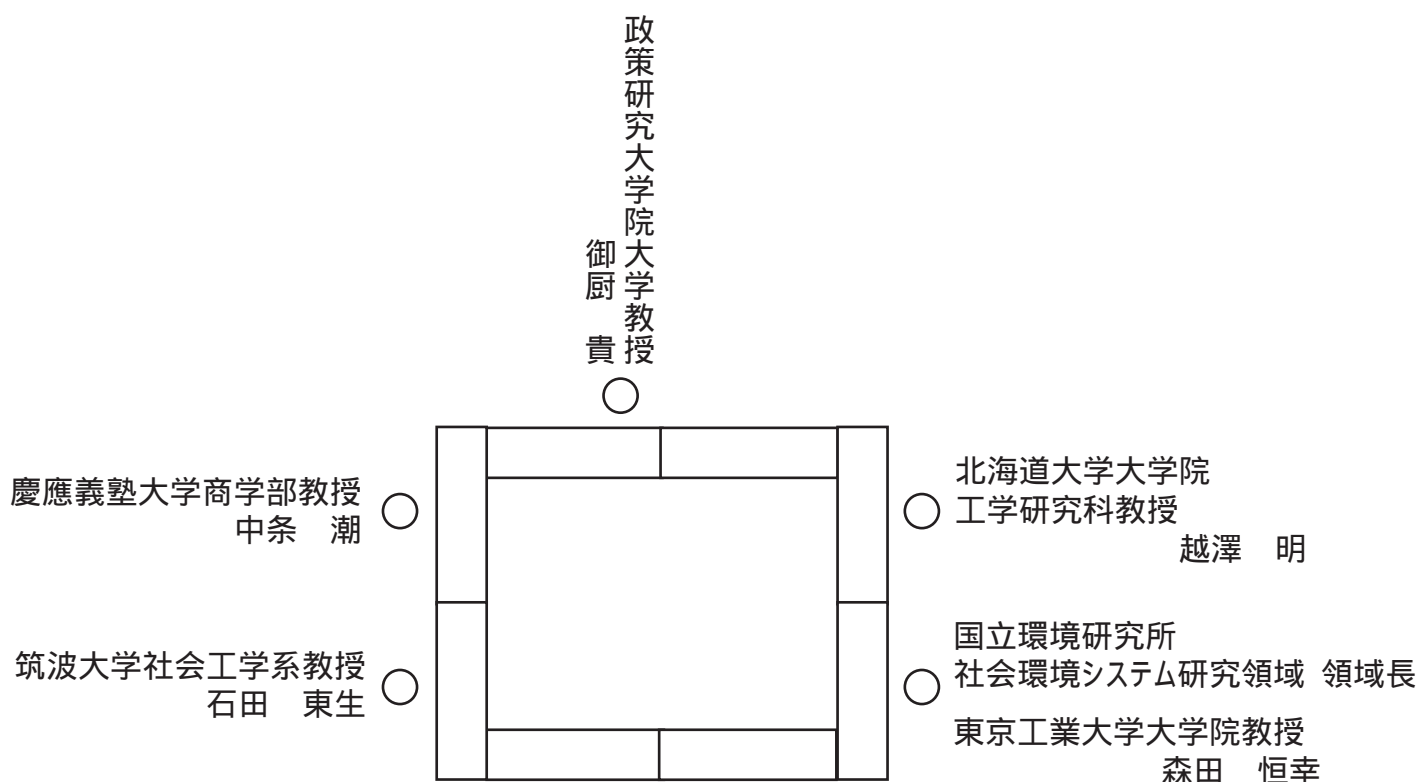 政策研究大学院大学教授
御厨　貴
慶應義塾大学商学部教授
中条　潮
北海道大学大学院
工学研究科教授
越澤　明
筑波大学社会工学系教授
石田　東生
国立環境研究所
社会環境システム研究領域 領域長
東京工業大学大学院教授
森田　恒幸